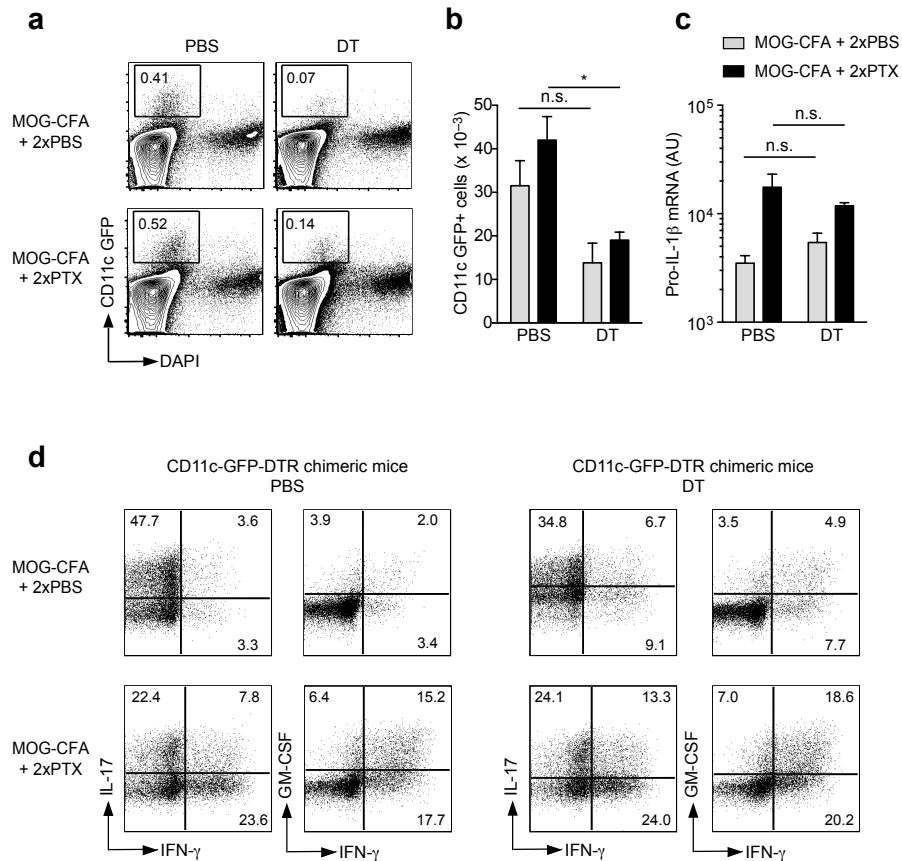 a
PBS
DT
MOG-CFA
+ 2xPBS
0.41
0.07
MOG-CFA
+ 2xPTX
0.52
0.14
CD11c GFP
DAPI
b
CD11c GFP+ cells (x 10⁻³)
50
40
30
20
10
0
n.s.
*
PBS
DT
c
MOG-CFA + 2xPBS
MOG-CFA + 2xPTX
Pro-IL-1β mRNA (AU)
10⁵
10⁴
10³
n.s.
n.s.
PBS
DT
d
CD11c-GFP-DTR chimeric mice
PBS
CD11c-GFP-DTR chimeric mice
DT
MOG-CFA
+ 2xPBS
47.7 3.6
3.3
3.9 2.0
3.4
34.8 6.7
9.1
3.5 4.9
7.7
MOG-CFA
+ 2xPTX
22.4 7.8
23.6
6.4 15.2
17.7
24.1 13.3
24.0
7.0 18.6
20.2
IL-17
IFN-γ
GM-CSF
IFN-γ
IL-17
IFN-γ
GM-CSF
IFN-γ